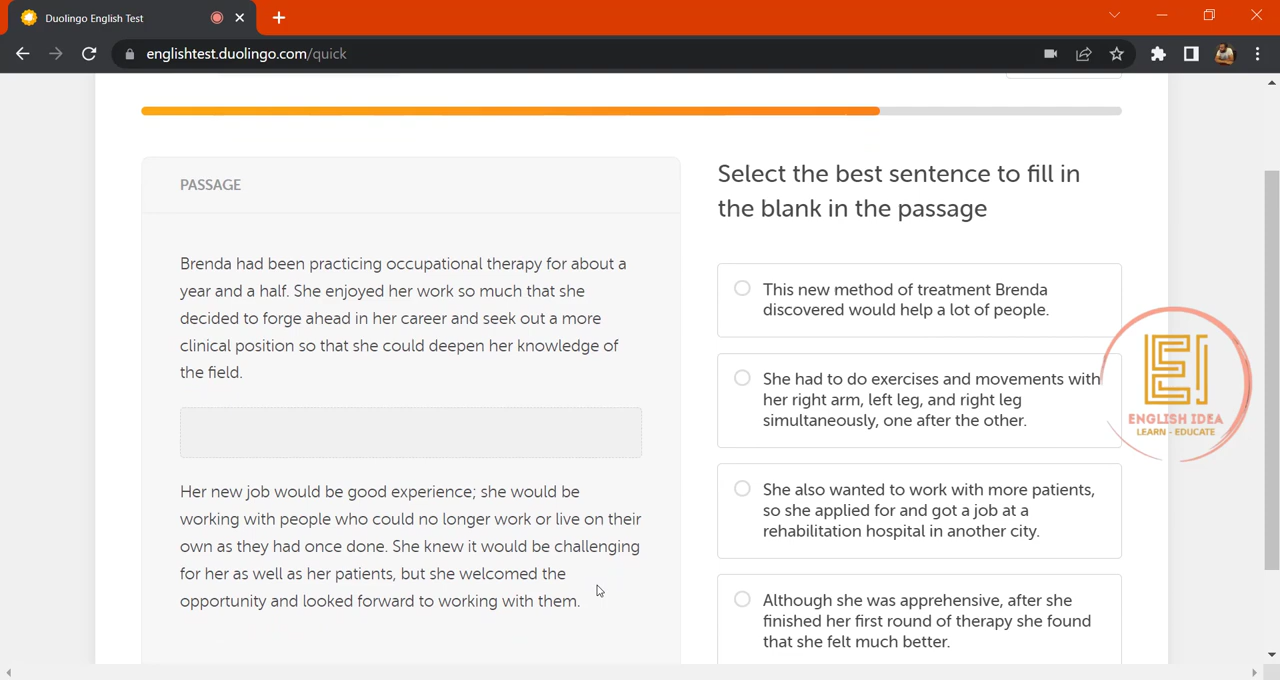 Duolingo English Test
englishtest.duolingo.com/quick
PASSAGE
Brenda had been practicing occupational therapy for about a
year and a half. She enjoyed her work so much that she
decided to forge ahead in her career and seek out a more
clinical position so that she could deepen her knowledge of
the field.
Her new job would be good experience; she would be
working with people who could no longer work or live on their
own as they had once done. She knew it would be challenging
for her as well as her patients, but she welcomed the
opportunity and looked forward to working with them.
Select the best sentence to fill in
the blank in the passage
This new method of treatment Brenda
discovered would help a lot of people.
She had to do exercises and movements with
her right arm, left leg, and right leg
simultaneously, one after the other.
She also wanted to work with more patients,
so she applied for and got a job at a
rehabilitation hospital in another city.
Although she was apprehensive, after she
finished her first round of therapy she found
that she felt much better.
EI
ENGLISH IDEA
LEARN - EDUCATE